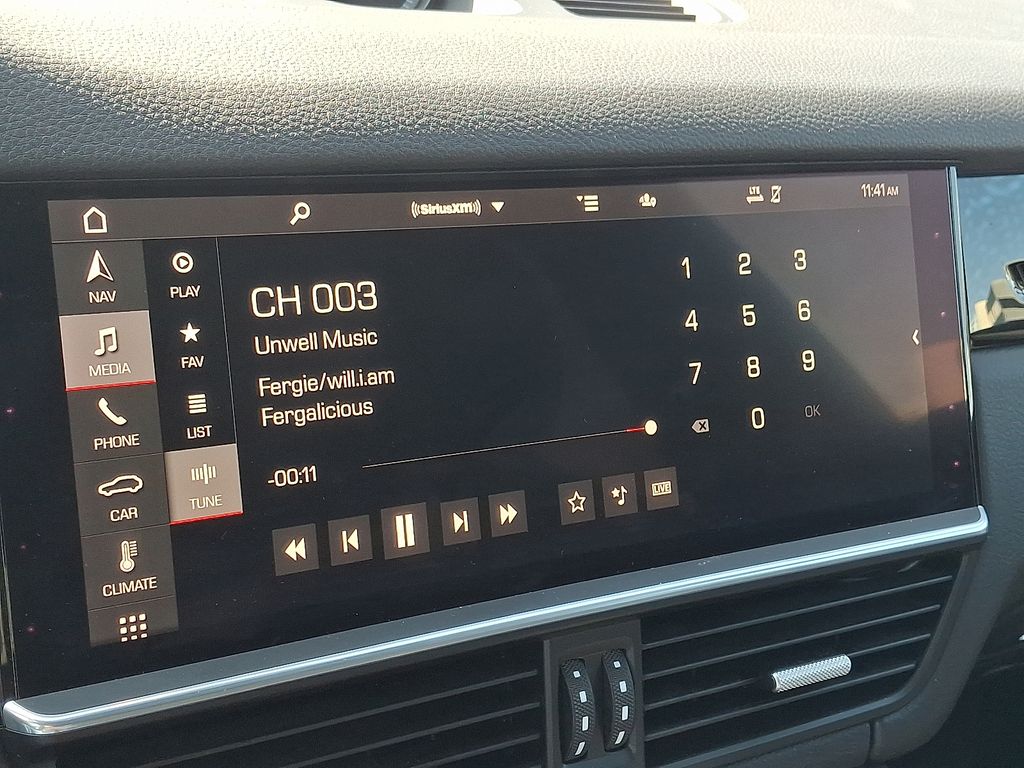 ((SiriusXM))
LTE
11:41 AM
NAV
PLAY
MEDIA
FAV
PHONE
LIST
CAR
TUNE
CLIMATE
CH 003
Unwell Music
Fergie/will.i.am
Fergalicious
-00:11
LIVE
1 2 3
4 5 6
7 8 9
0 OK